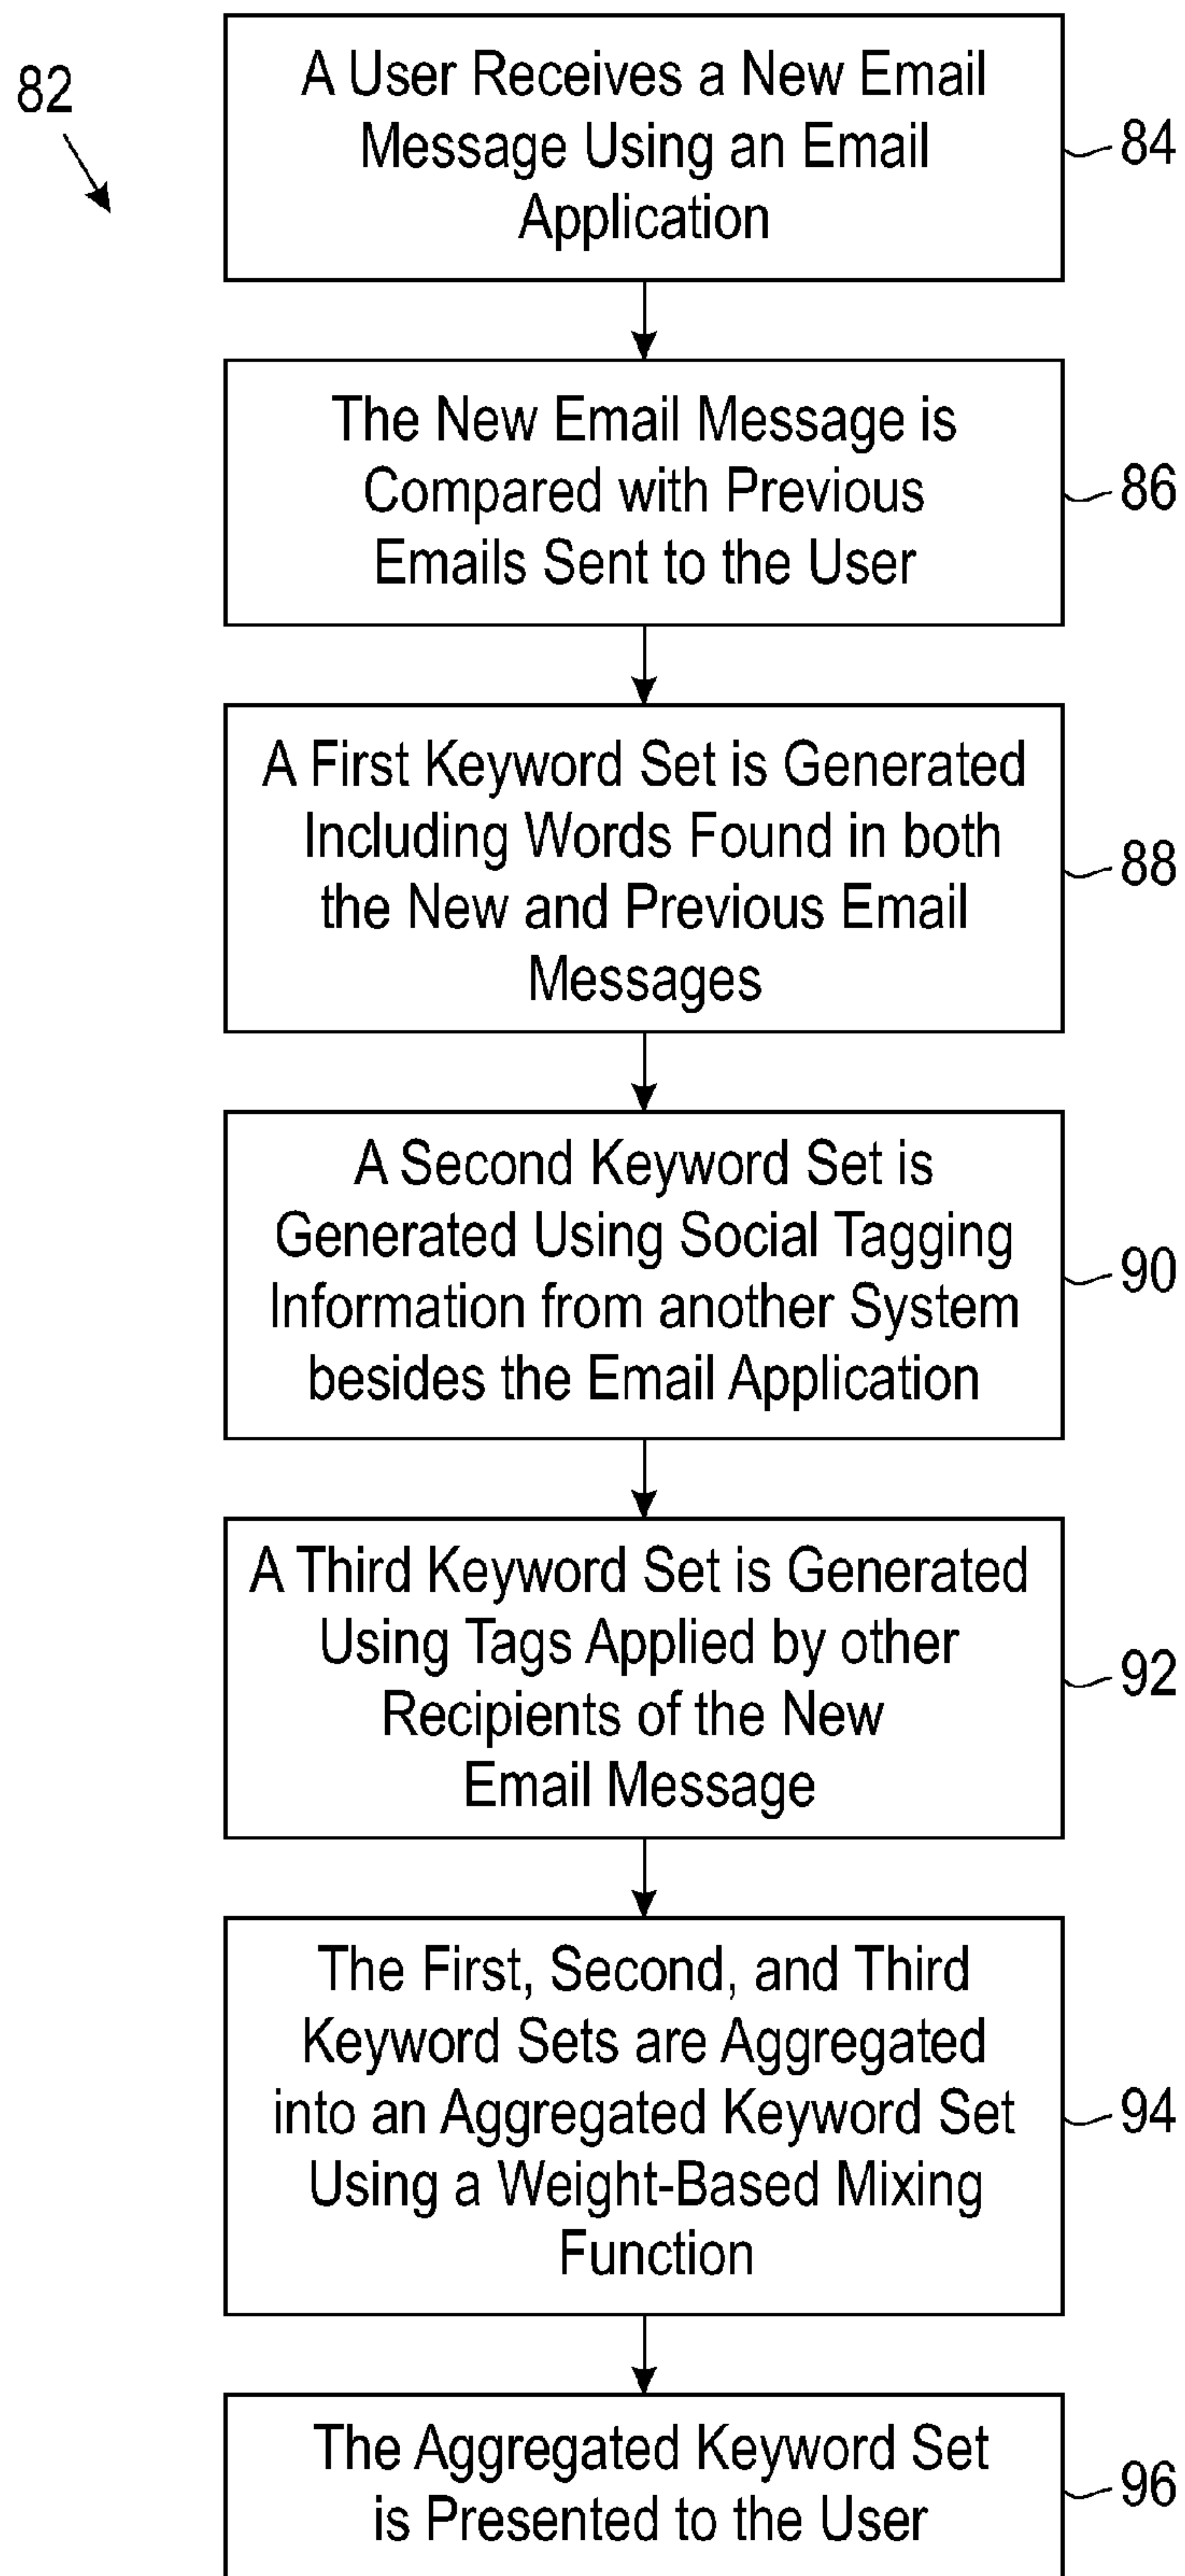 82
A User Receives a New Email
Message Using an Email
Application
84
The New Email Message is
Compared with Previous
Emails Sent to the User
86
A First Keyword Set is Generated
Including Words Found in both
the New and Previous Email
Messages
88
A Second Keyword Set is
Generated Using Social Tagging
Information from another System
besides the Email Application
90
A Third Keyword Set is Generated
Using Tags Applied by other
Recipients of the New
Email Message
92
The First, Second, and Third
Keyword Sets are Aggregated
into an Aggregated Keyword Set
Using a Weight-Based Mixing
Function
94
The Aggregated Keyword Set
is Presented to the User
96